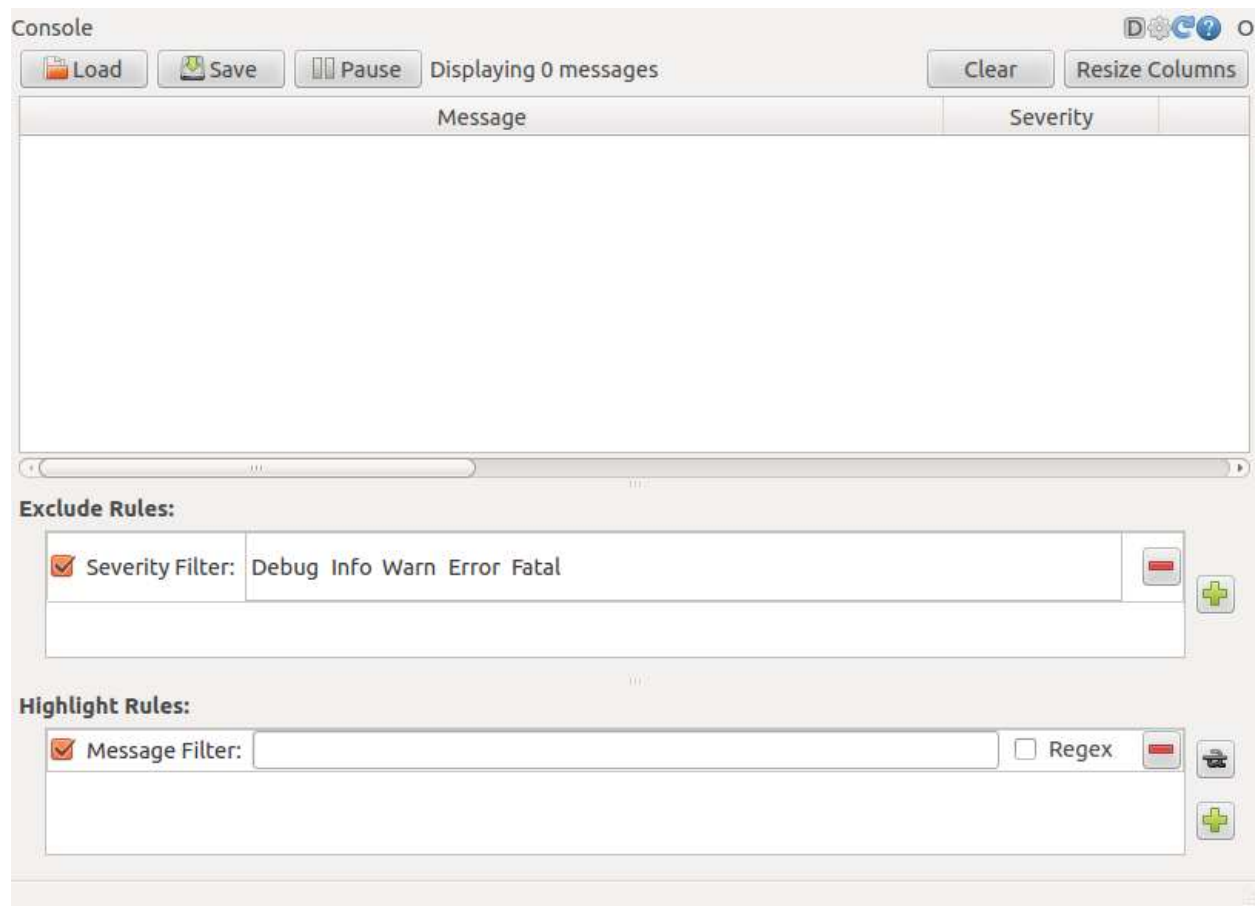 Console D ? O
Load Save Pause Displaying 0 messages Clear Resize Columns
Message Severity
Exclude Rules:
Severity Filter: Debug Info Warn Error Fatal
Highlight Rules:
Message Filter: Regex